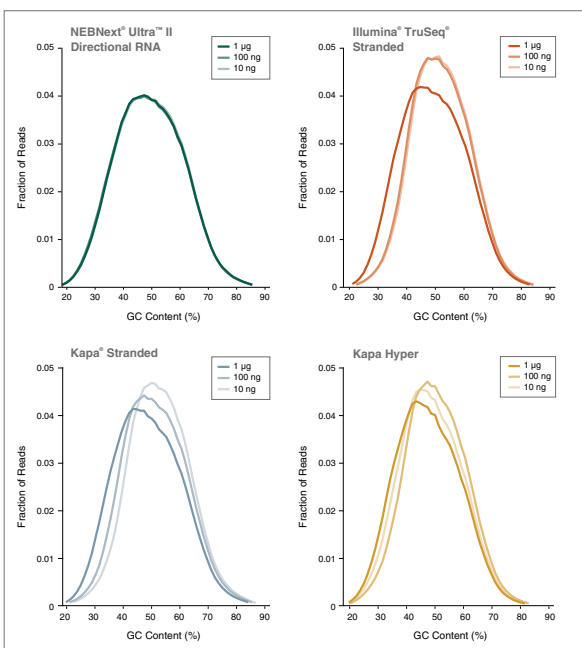 NEBNext® Ultra™ II
Directional RNA
1 µg
100 ng
10 ng
Fraction of Reads
0.05
0.04
0.03
0.02
0.01
0
20 30 40 50 60 70 80 90
GC Content (%)
Illumina® TruSeq®
Stranded
1 µg
100 ng
10 ng
Fraction of Reads
0.05
0.04
0.03
0.02
0.01
0
20 30 40 50 60 70 80 90
GC Content (%)
Kapa® Stranded
1 µg
100 ng
10 ng
Fraction of Reads
0.05
0.04
0.03
0.02
0.01
0
20 30 40 50 60 70 80 90
GC Content (%)
Kapa Hyper
1 µg
100 ng
10 ng
Fraction of Reads
0.05
0.04
0.03
0.02
0.01
0
20 30 40 50 60 70 80 90
GC Content (%)